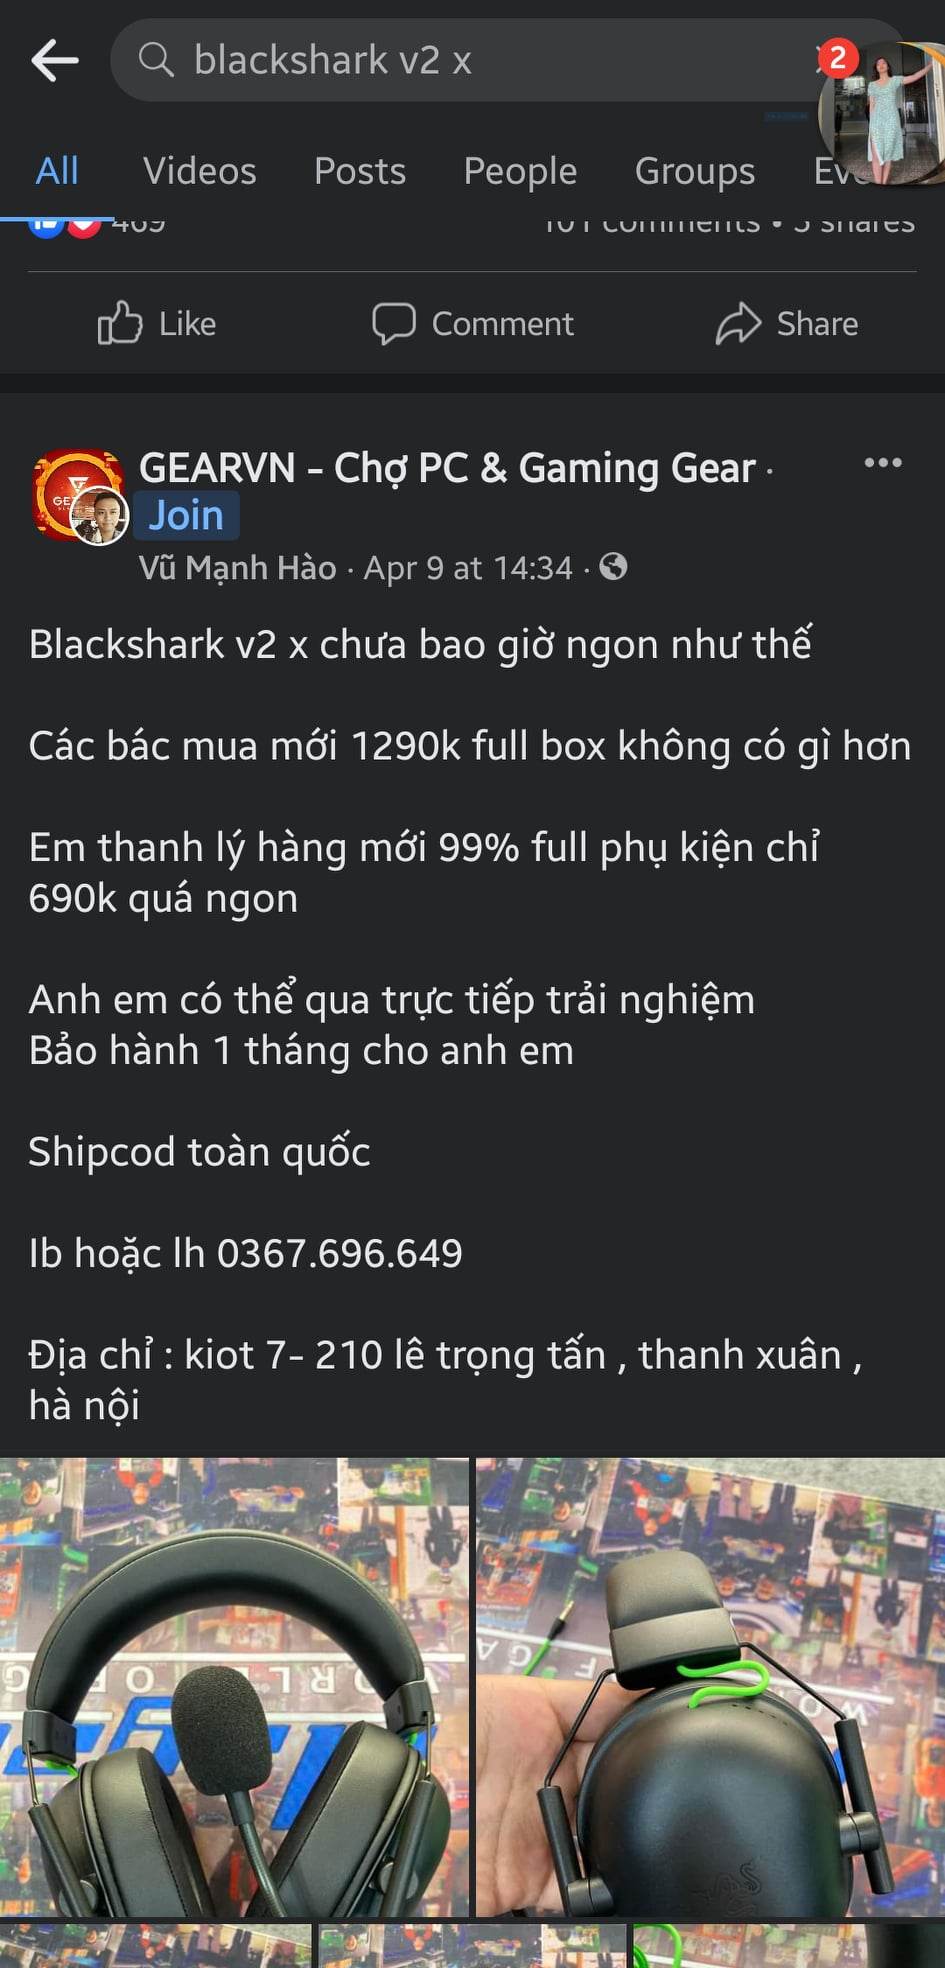 blackshark v2 x
2
All Videos Posts People Groups
469 101 comments • 5 shares
Like Comment Share
GEARVN - Chợ PC & Gaming Gear ·
Join
Vũ Mạnh Hào · Apr 9 at 14:34 ·
Blackshark v2 x chưa bao giờ ngon như thế
Các bác mua mới 1290k full box không có gì hơn
Em thanh lý hàng mới 99% full phụ kiện chỉ
690k quá ngon
Anh em có thể qua trực tiếp trải nghiệm
Bảo hành 1 tháng cho anh em
Shipcod toàn quốc
Ib hoặc lh 0367.696.649
Địa chỉ : kiot 7- 210 lê trọng tấn , thanh xuân ,
hà nội